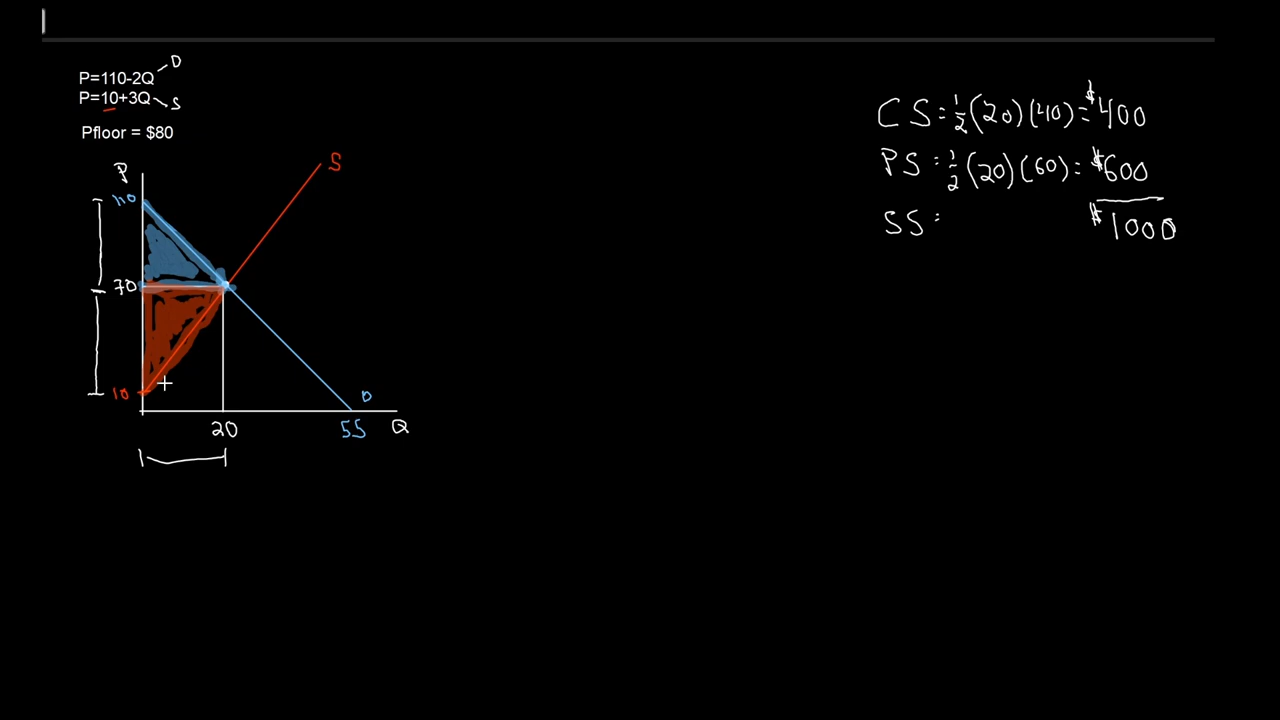 P=110-2Q D
P=10+3Q S
Pfloor = $80
P
S
110
70
10
D
20
55
Q
CS = 1/2 (20)(40) = $400
PS = 1/2 (20)(60) = $600
SS = $1000